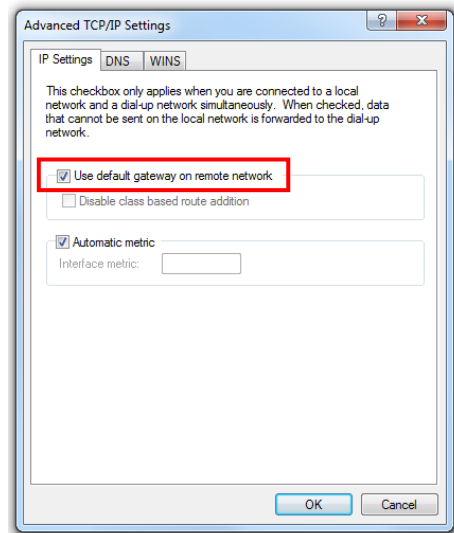 Advanced TCP/IP Settings
IP Settings DNS WINS
This checkbox only applies when you are connected to a local
network and a dial-up network simultaneously. When checked, data
that cannot be sent on the local network is forwarded to the dial-up
network.
Use default gateway on remote network
Disable class based route addition
Automatic metric
Interface metric:
OK Cancel